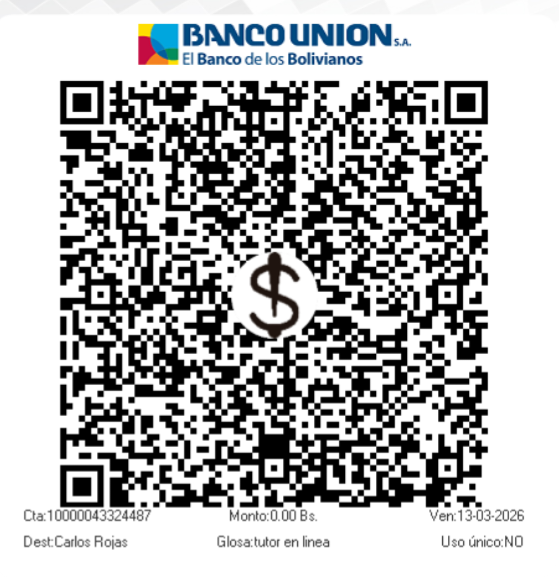 BANCO UNION S.A.
El Banco de los Bolivianos
$
Cta:10000043324487 Monto:0.00 Bs. Ven:13-03-2026
Dest:Carlos Rojas Glosa:tutor en linea Uso único:NO